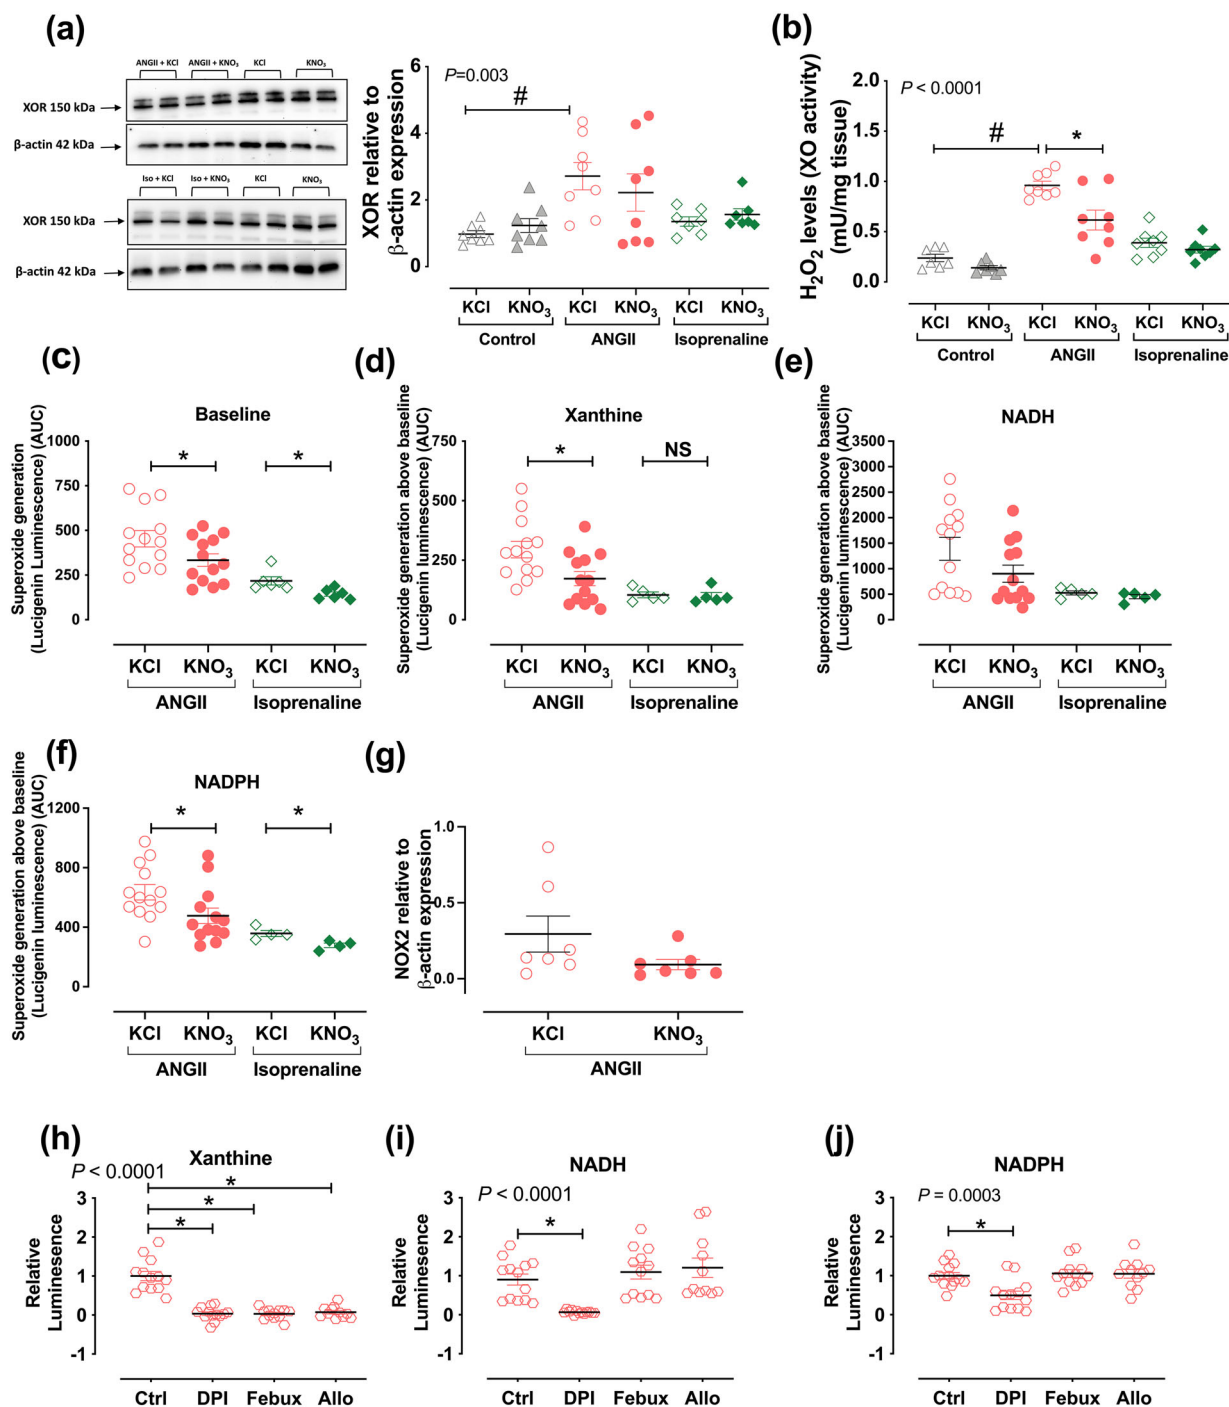 (a)
ANGII + KCl ANGII + KNO₃ KCl KNO₃
XOR 150 kDa
β-actin 42 kDa
Iso + KCl Iso + KNO₃ KCl KNO₃
XOR 150 kDa
β-actin 42 kDa
XOR relative to
β-actin expression
P=0.003
#
6
4
2
0
KCl KNO₃ KCl KNO₃ KCl KNO₃
Control ANGII Isoprenaline
(b)
H₂O₂ levels (XO activity)
(mU/mg tissue)
P < 0.0001
# *
2.0
1.5
1.0
0.5
0.0
KCl KNO₃ KCl KNO₃ KCl KNO₃
Control ANGII Isoprenaline
(c)
Baseline
Superoxide generation
(Lucigenin Luminescence) (AUC)
1000
750
500
250
0
* *
KCl KNO₃ KCl KNO₃
ANGII Isoprenaline
(d)
Xanthine
Superoxide generation above baseline
(Lucigenin luminescence) (AUC)
750
500
250
0
* NS
KCl KNO₃ KCl KNO₃
ANGII Isoprenaline
(e)
NADH
Superoxide generation above baseline
(Lucigenin luminescence) (AUC)
3500
3000
2500
2000
1500
1000
500
0
KCl KNO₃ KCl KNO₃
ANGII Isoprenaline
(f)
NADPH
Superoxide generation above baseline
(Lucigenin luminescence) (AUC)
1200
800
400
0
* *
KCl KNO₃ KCl KNO₃
ANGII Isoprenaline
(g)
NOX2 relative to
β-actin expression
1.0
0.5
0.0
KCl KNO₃
ANGII
(h)
Xanthine
P < 0.0001
*
*
*
Relative
Luminesence
3
2
1
0
-1
Ctrl DPI Febux Allo
(i)
NADH
P < 0.0001
*
Relative
Luminesence
3
2
1
0
-1
Ctrl DPI Febux Allo
(j)
NADPH
P = 0.0003
*
Relative
Luminesence
3
2
1
0
-1
Ctrl DPI Febux Allo